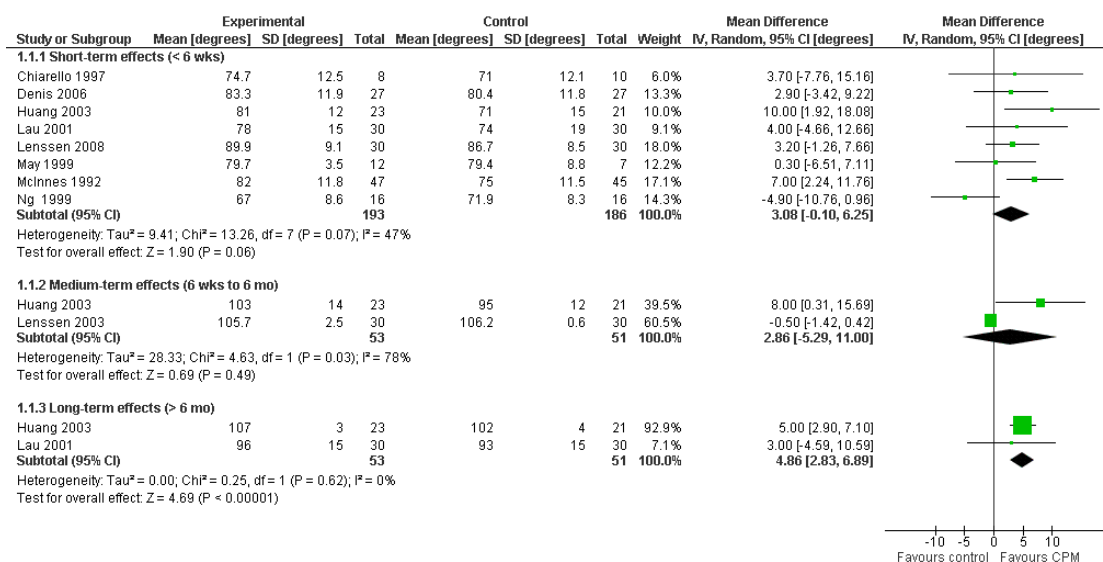 Experimental Control Mean Difference Mean Difference
Study or Subgroup Mean [degrees] SD [degrees] Total Mean [degrees] SD [degrees] Total Weight IV, Random, 95% CI [degrees] IV, Random, 95% CI [degrees]
1.1.1 Short-term effects (< 6 wks)
Chiarello 1997 74.7 12.5 8 71 12.1 10 6.0% 3.70 [-7.76, 15.16]
Denis 2006 83.3 11.9 27 80.4 11.8 27 13.3% 2.90 [-3.42, 9.22]
Huang 2003 81 12 23 71 15 21 10.0% 10.00 [1.92, 18.08]
Lau 2001 78 15 30 74 19 30 9.1% 4.00 [-4.66, 12.66]
Lenssen 2008 89.9 9.1 30 86.7 8.5 30 18.0% 3.20 [-1.26, 7.66]
May 1999 79.7 3.5 12 79.4 8.8 7 12.2% 0.30 [-6.51, 7.11]
McInnes 1992 82 11.8 47 75 11.5 45 17.1% 7.00 [2.24, 11.76]
Ng 1999 67 8.6 16 71.9 8.3 16 14.3% -4.90 [-10.76, 0.96]
Subtotal (95% CI) 193 186 100.0% 3.08 [-0.10, 6.25]
Heterogeneity: Tau² = 9.41; Chi² = 13.26, df = 7 (P = 0.07); I² = 47%
Test for overall effect: Z = 1.90 (P = 0.06)
1.1.2 Medium-term effects (6 wks to 6 mo)
Huang 2003 103 14 23 95 12 21 39.5% 8.00 [0.31, 15.69]
Lenssen 2003 105.7 2.5 30 106.2 0.6 30 60.5% -0.50 [-1.42, 0.42]
Subtotal (95% CI) 53 51 100.0% 2.86 [-5.29, 11.00]
Heterogeneity: Tau² = 28.33; Chi² = 4.63, df = 1 (P = 0.03); I² = 78%
Test for overall effect: Z = 0.69 (P = 0.49)
1.1.3 Long-term effects (> 6 mo)
Huang 2003 107 3 23 102 4 21 92.9% 5.00 [2.90, 7.10]
Lau 2001 96 15 30 93 15 30 7.1% 3.00 [-4.59, 10.59]
Subtotal (95% CI) 53 51 100.0% 4.86 [2.83, 6.89]
Heterogeneity: Tau² = 0.00; Chi² = 0.25, df = 1 (P = 0.62); I² = 0%
Test for overall effect: Z = 4.69 (P < 0.00001)
-10 -5 0 5 10
Favours control Favours CPM